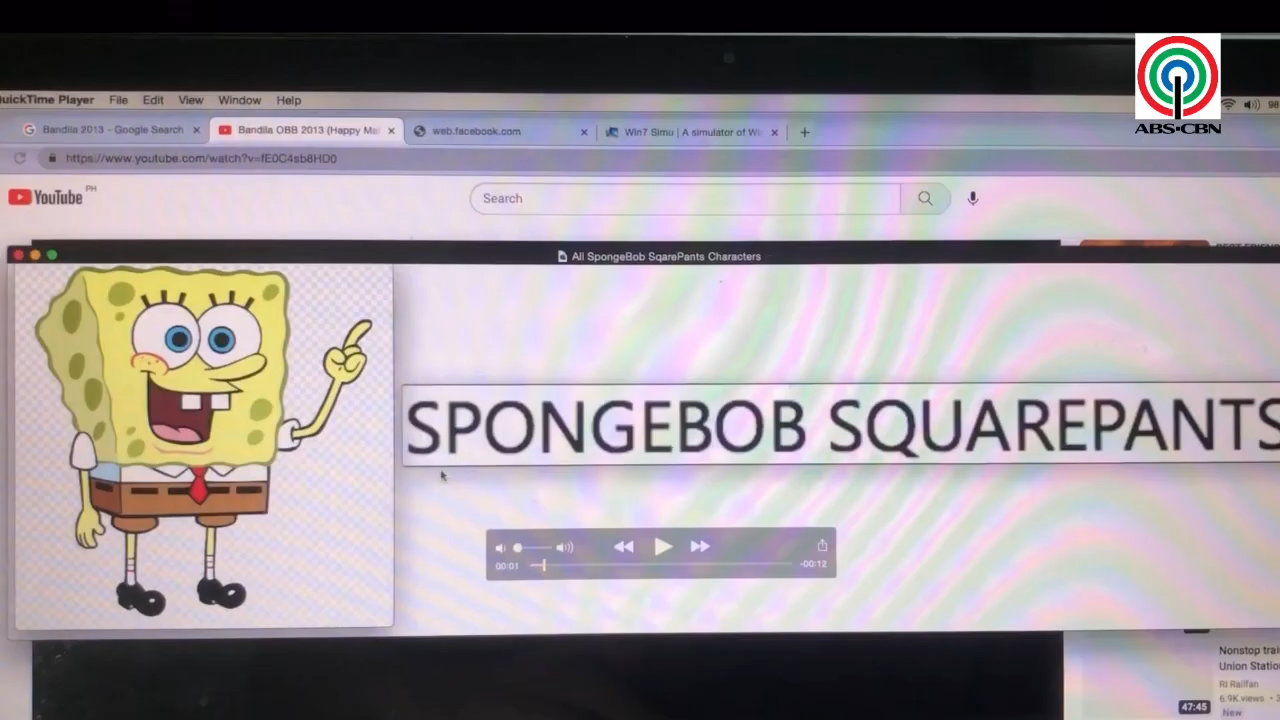 ABS-CBN
QuickTime Player File Edit View Window Help
98
Bandila 2013 - Google Search
Bandila OBB 2013 (Happy Ma
web.facebook.com
Win7 Simu | A simulator of Wi
https://www.youtube.com/watch?v=fE0C4sb8HD0
YouTube PH
Search
All SpongeBob SqarePants Characters
SPONGEBOB SQUAREPANTS
00:01
-00:12
Nonstop trai
Union Statio
RI Railfan
6.9K views
47:45
New